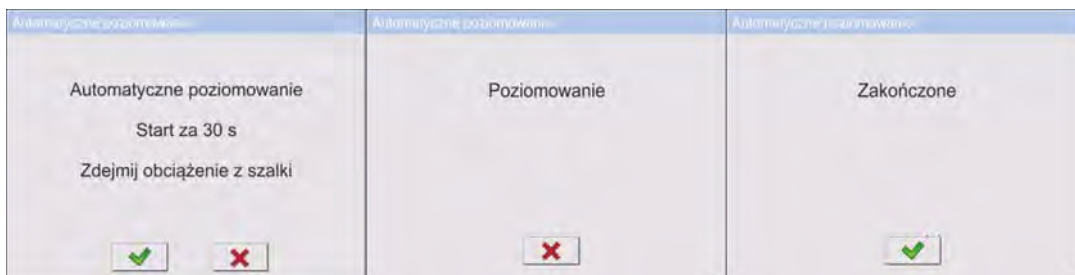 Automatyczne poziomowanie
Automatyczne poziomowanie
Start za 30 s
Zdejmij obciążenie z szalki
Automatyczne poziomowanie
Poziomowanie
Automatyczne poziomowanie
Zakończone